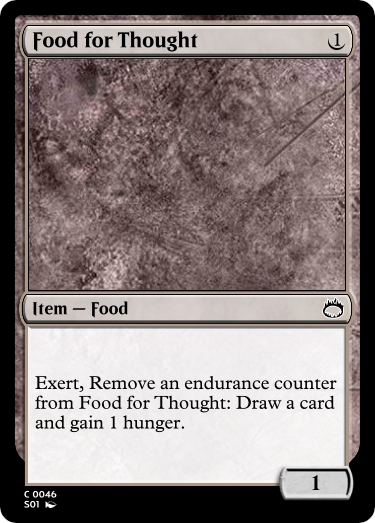 Food for Thought 1
Item — Food
Exert, Remove an endurance counter
from Food for Thought: Draw a card
and gain 1 hunger.
1
C 0046
S01